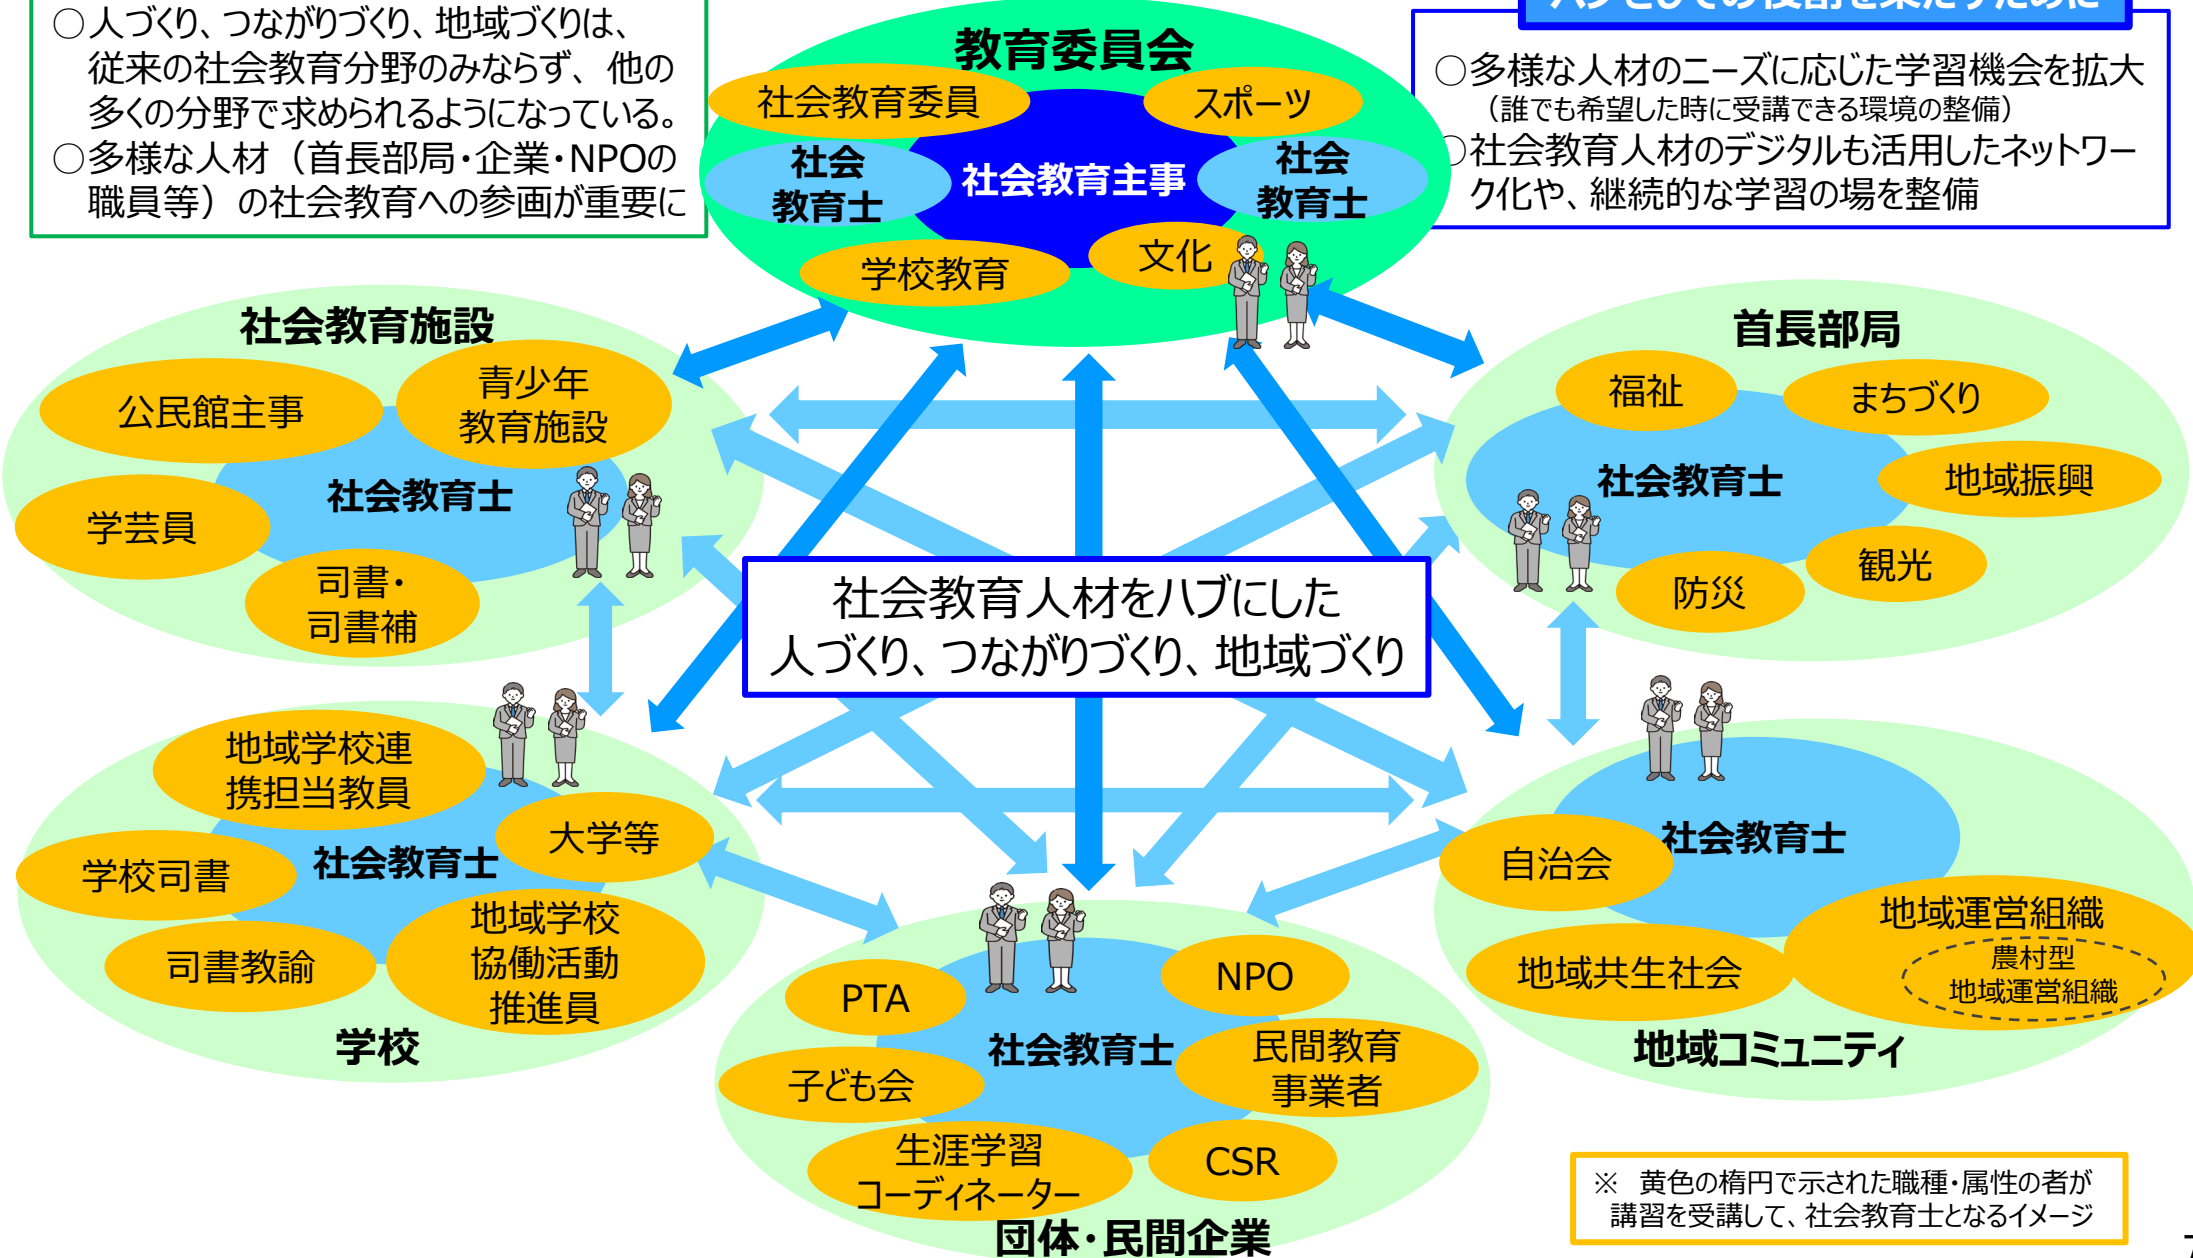 ○人づくり、つながりづくり、地域づくりは、
従来の社会教育分野のみならず、他の
多くの分野で求められるようになっている。
○多様な人材（首長部局・企業・NPOの
職員等）の社会教育への参画が重要に
ハブとしての役割を果たすために
○多様な人材のニーズに応じた学習機会を拡大
（誰でも希望した時に受講できる環境の整備）
○社会教育人材のデジタルも活用したネットワー
ク化や、継続的な学習の場を整備
教育委員会
社会教育委員
スポーツ
社会
教育士
社会教育主事
社会
教育士
学校教育
文化
社会教育施設
公民館主事
青少年
教育施設
社会教育士
学芸員
司書・
司書補
首長部局
福祉
まちづくり
社会教育士
地域振興
観光
防災
社会教育人材をハブにした
人づくり、つながりづくり、地域づくり
地域学校連
携担当教員
大学等
社会教育士
学校司書
司書教諭
地域学校
協働活動
推進員
学校
PTA
NPO
社会教育士
子ども会
民間教育
事業者
生涯学習
コーディネーター
CSR
団体・民間企業
社会教育士
自治会
地域運営組織
農村型
地域運営組織
地域共生社会
地域コミュニティ
※　黄色の楕円で示された職種・属性の者が
講習を受講して、社会教育士となるイメージ